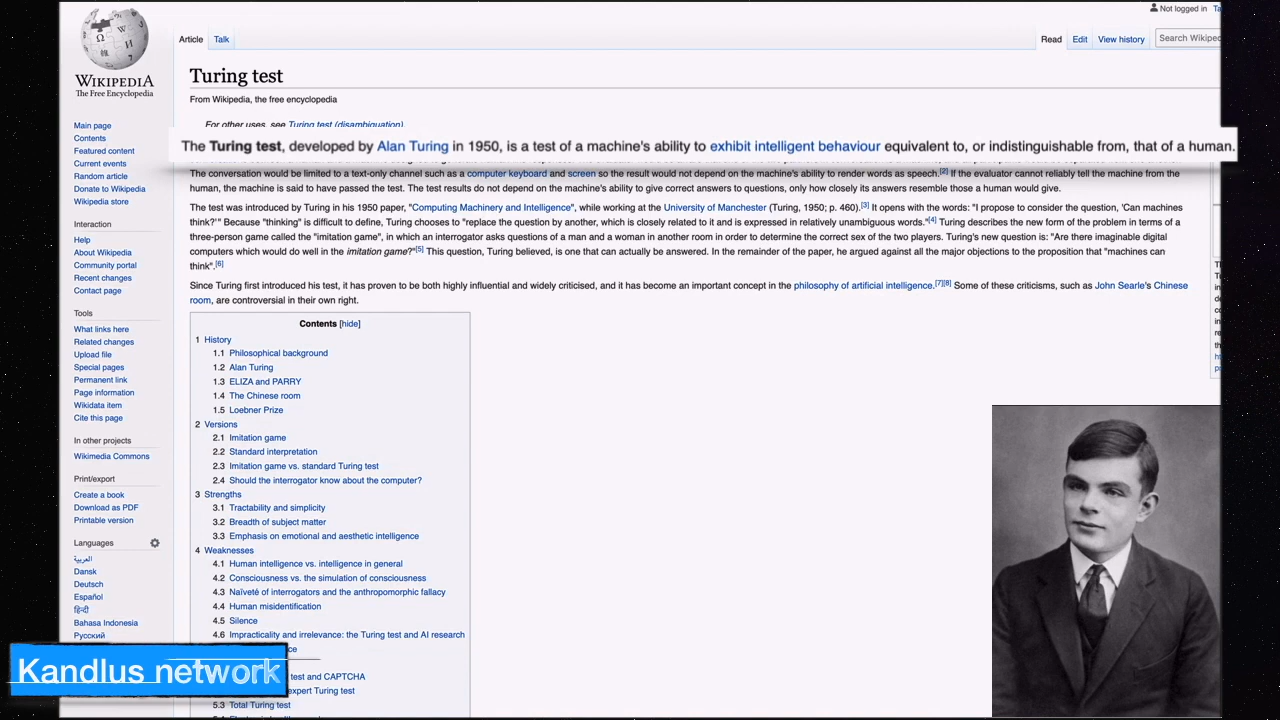 Not logged in
Article Talk Read Edit View history Search Wikiped
WIKIPEDIA
The Free Encyclopedia
Turing test
From Wikipedia, the free encyclopedia
For other uses, see Turing test (disambiguation).
The Turing test, developed by Alan Turing in 1950, is a test of a machine's ability to exhibit intelligent behaviour equivalent to, or indistinguishable from, that of a human.
The conversation would be limited to a text-only channel such as a computer keyboard and screen so the result would not depend on the machine's ability to render words as speech.[2] If the evaluator cannot reliably tell the machine from the
human, the machine is said to have passed the test. The test results do not depend on the machine's ability to give correct answers to questions, only how closely its answers resemble those a human would give.
The test was introduced by Turing in his 1950 paper, "Computing Machinery and Intelligence", while working at the University of Manchester (Turing, 1950; p. 460).[3] It opens with the words: "I propose to consider the question, 'Can machines
think?'" Because "thinking" is difficult to define, Turing chooses to "replace the question by another, which is closely related to it and is expressed in relatively unambiguous words."[4] Turing describes the new form of the problem in terms of a
three-person game called the "imitation game", in which an interrogator asks questions of a man and a woman in another room in order to determine the correct sex of the two players. Turing's new question is: "Are there imaginable digital
computers which would do well in the imitation game?"[5] This question, Turing believed, is one that can actually be answered. In the remainder of the paper, he argued against all the major objections to the proposition that "machines can
think".[6]
Since Turing first introduced his test, it has proven to be both highly influential and widely criticised, and it has become an important concept in the philosophy of artificial intelligence.[7][8] Some of these criticisms, such as John Searle's Chinese
room, are controversial in their own right.
Main page
Contents
Featured content
Current events
Random article
Donate to Wikipedia
Wikipedia store
Interaction
Help
About Wikipedia
Community portal
Recent changes
Contact page
Tools
What links here
Related changes
Upload file
Special pages
Permanent link
Page information
Wikidata item
Cite this page
In other projects
Wikimedia Commons
Print/export
Create a book
Download as PDF
Printable version
Languages
العربية
Dansk
Deutsch
Español
हिन्दी
Bahasa Indonesia
Русский
Contents [hide]
1 History
1.1 Philosophical background
1.2 Alan Turing
1.3 ELIZA and PARRY
1.4 The Chinese room
1.5 Loebner Prize
2 Versions
2.1 Imitation game
2.2 Standard interpretation
2.3 Imitation game vs. standard Turing test
2.4 Should the interrogator know about the computer?
3 Strengths
3.1 Tractability and simplicity
3.2 Breadth of subject matter
3.3 Emphasis on emotional and aesthetic intelligence
4 Weaknesses
4.1 Human intelligence vs. intelligence in general
4.2 Consciousness vs. the simulation of consciousness
4.3 Naïveté of interrogators and the anthropomorphic fallacy
4.4 Human misidentification
4.5 Silence
4.6 Impracticality and irrelevance: the Turing test and AI research
ce
test and CAPTCHA
expert Turing test
5.3 Total Turing test
Kandlus network